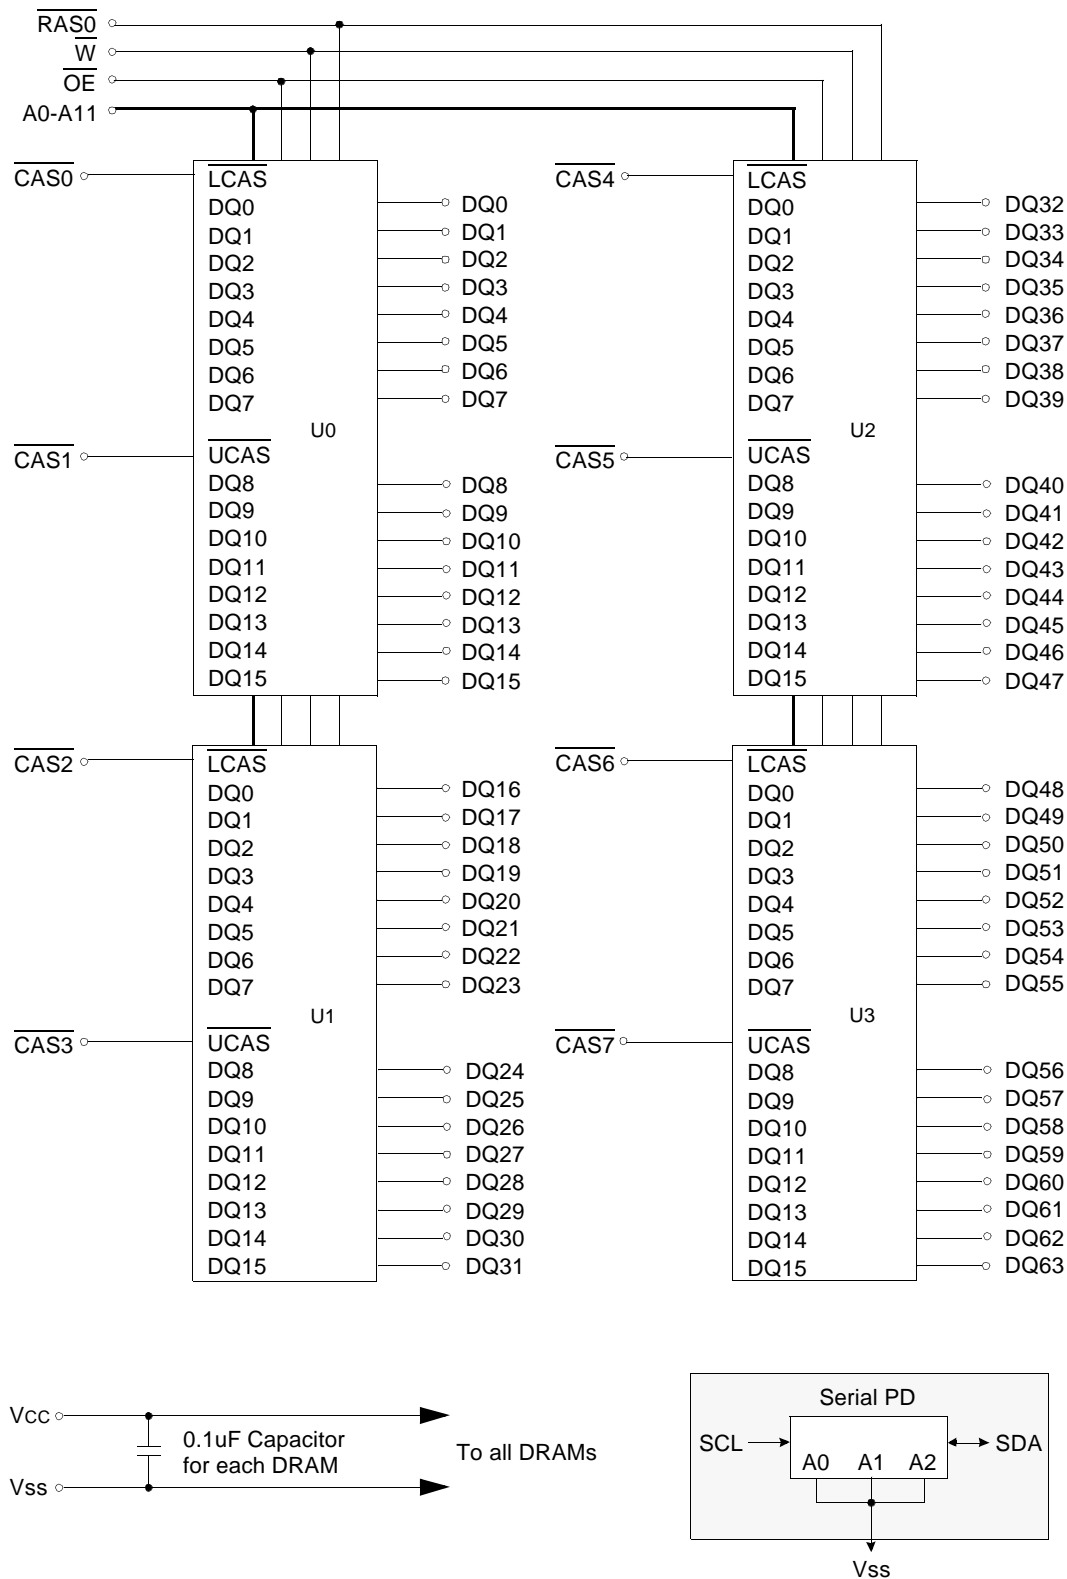 RAS0
W
OE
A0-A11
CAS0
LCAS
DQ0
DQ1
DQ2
DQ3
DQ4
DQ5
DQ6
DQ7
U0
CAS1
UCAS
DQ8
DQ9
DQ10
DQ11
DQ12
DQ13
DQ14
DQ15
DQ0
DQ1
DQ2
DQ3
DQ4
DQ5
DQ6
DQ7
DQ8
DQ9
DQ10
DQ11
DQ12
DQ13
DQ14
DQ15
CAS4
LCAS
DQ0
DQ1
DQ2
DQ3
DQ4
DQ5
DQ6
DQ7
U2
CAS5
UCAS
DQ8
DQ9
DQ10
DQ11
DQ12
DQ13
DQ14
DQ15
DQ32
DQ33
DQ34
DQ35
DQ36
DQ37
DQ38
DQ39
DQ40
DQ41
DQ42
DQ43
DQ44
DQ45
DQ46
DQ47
CAS2
LCAS
DQ0
DQ1
DQ2
DQ3
DQ4
DQ5
DQ6
DQ7
U1
CAS3
UCAS
DQ8
DQ9
DQ10
DQ11
DQ12
DQ13
DQ14
DQ15
DQ16
DQ17
DQ18
DQ19
DQ20
DQ21
DQ22
DQ23
DQ24
DQ25
DQ26
DQ27
DQ28
DQ29
DQ30
DQ31
CAS6
LCAS
DQ0
DQ1
DQ2
DQ3
DQ4
DQ5
DQ6
DQ7
U3
CAS7
UCAS
DQ8
DQ9
DQ10
DQ11
DQ12
DQ13
DQ14
DQ15
DQ48
DQ49
DQ50
DQ51
DQ52
DQ53
DQ54
DQ55
DQ56
DQ57
DQ58
DQ59
DQ60
DQ61
DQ62
DQ63
Vcc
0.1uF Capacitor
for each DRAM
Vss
To all DRAMs
Serial PD
SCL
SDA
A0 A1 A2
Vss